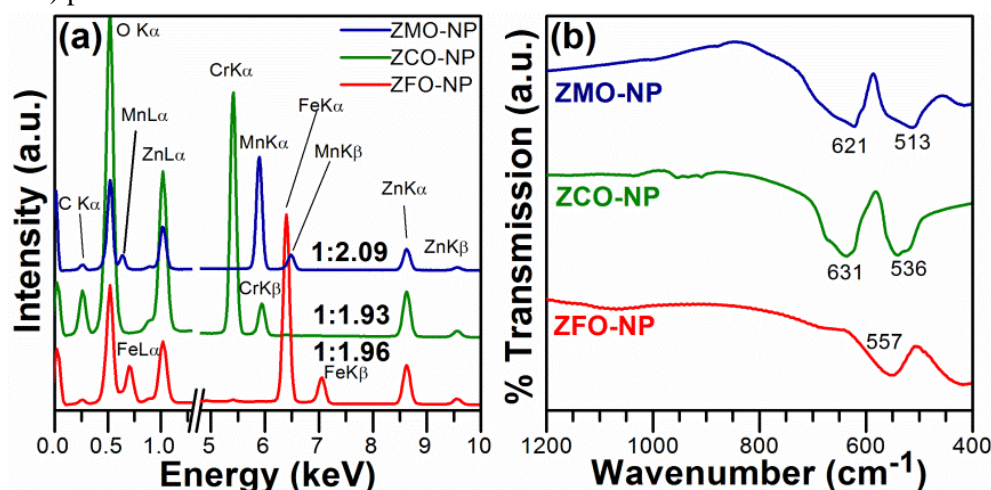 (a)
O Kα
ZMO-NP
ZCO-NP
ZFO-NP
CrKα
FeKα
MnLα
MnKα
MnKβ
ZnLα
C Kα
ZnKα
ZnKβ
1:2.09
CrKβ
1:1.93
1:1.96
FeLα
FeKβ
Intensity (a.u.)
0.0 0.5 1.0 5 6 7 8 9 10
Energy (keV)
(b)
ZMO-NP
621 513
ZCO-NP
631 536
ZFO-NP
557
% Transmission (a.u.)
1200 1000 800 600 400
Wavenumber (cm-1)